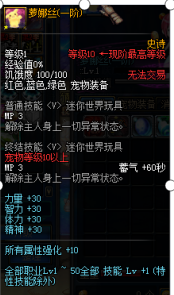 萝娜丝(一阶)
史诗
等级1 等级10 ←现阶最高等级
经验值0%
饥饿度 100/100 无法交易
红色,蓝色,绿色 宠物装备
普通技能 <V> 迷你世界玩具
MP 3
解除主人身上一切异常状态。
终结技能 <V> 迷你世界玩具
宠物等级10以上
MP 3 蓄气 +60秒
解除主人身上一切异常状态。
力量 +30
智力 +30
体力 +30
精神 +30
所有属性强化 +10
全部职业Lv1 ~ 50全部 技能 Lv +1 (特
性技能除外)